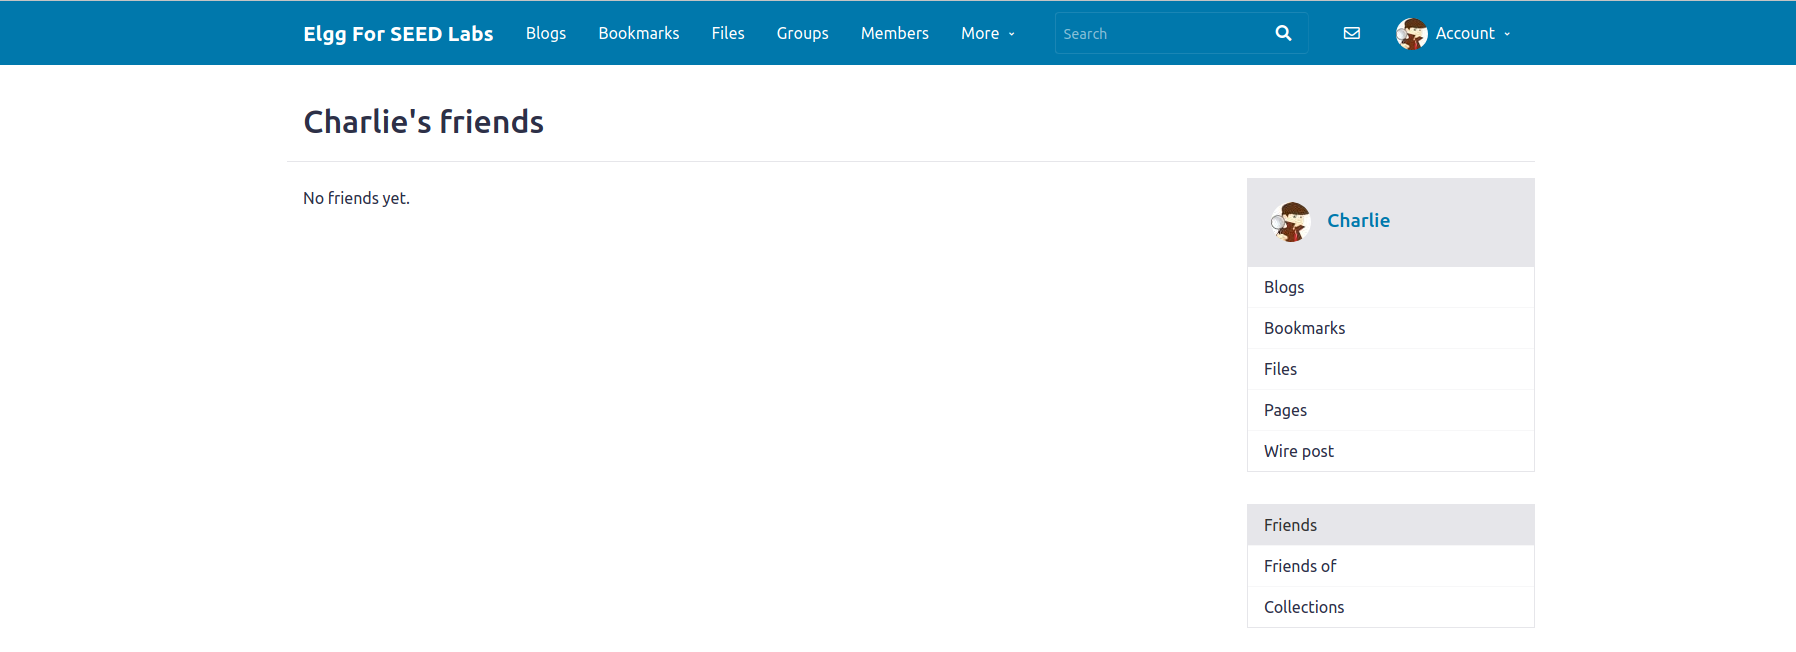 Elgg For SEED Labs Blogs Bookmarks Files Groups Members More Search Account
Charlie's friends
No friends yet.
Charlie
Blogs
Bookmarks
Files
Pages
Wire post
Friends
Friends of
Collections